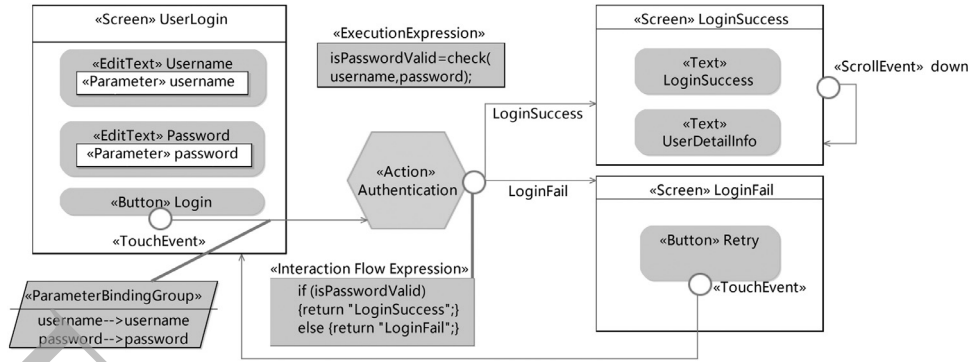 «Screen» UserLogin
«EditText» Username
«Parameter» username
«EditText» Password
«Parameter» password
«Button» Login
«TouchEvent»
«ParameterBindingGroup»
username-->username
password-->password
«ExecutionExpression»
isPasswordValid=check(
username,password);
«Action»
Authentication
«Interaction Flow Expression»
if (isPasswordValid)
{return "LoginSuccess";}
else {return "LoginFail";}
LoginSuccess
LoginFail
«Screen» LoginSuccess
«Text»
LoginSuccess
«Text»
UserDetailInfo
«ScrollEvent» down
«Screen» LoginFail
«Button» Retry
«TouchEvent»